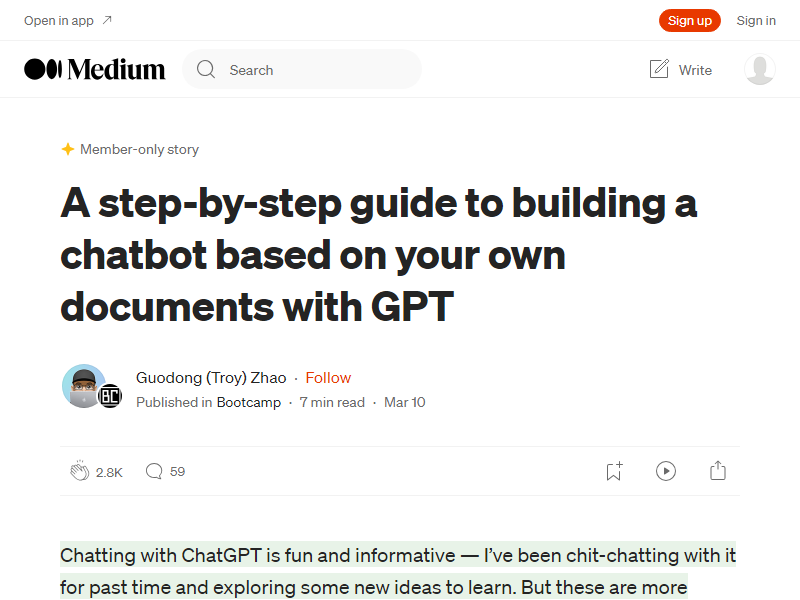 Open in app
Sign up
Sign in
Medium
Search
Write
Member-only story
A step-by-step guide to building a
chatbot based on your own
documents with GPT
BC
Guodong (Troy) Zhao · Follow
Published in Bootcamp · 7 min read · Mar 10
2.8K
59
Chatting with ChatGPT is fun and informative — I’ve been chit-chatting with it
for past time and exploring some new ideas to learn. But these are more